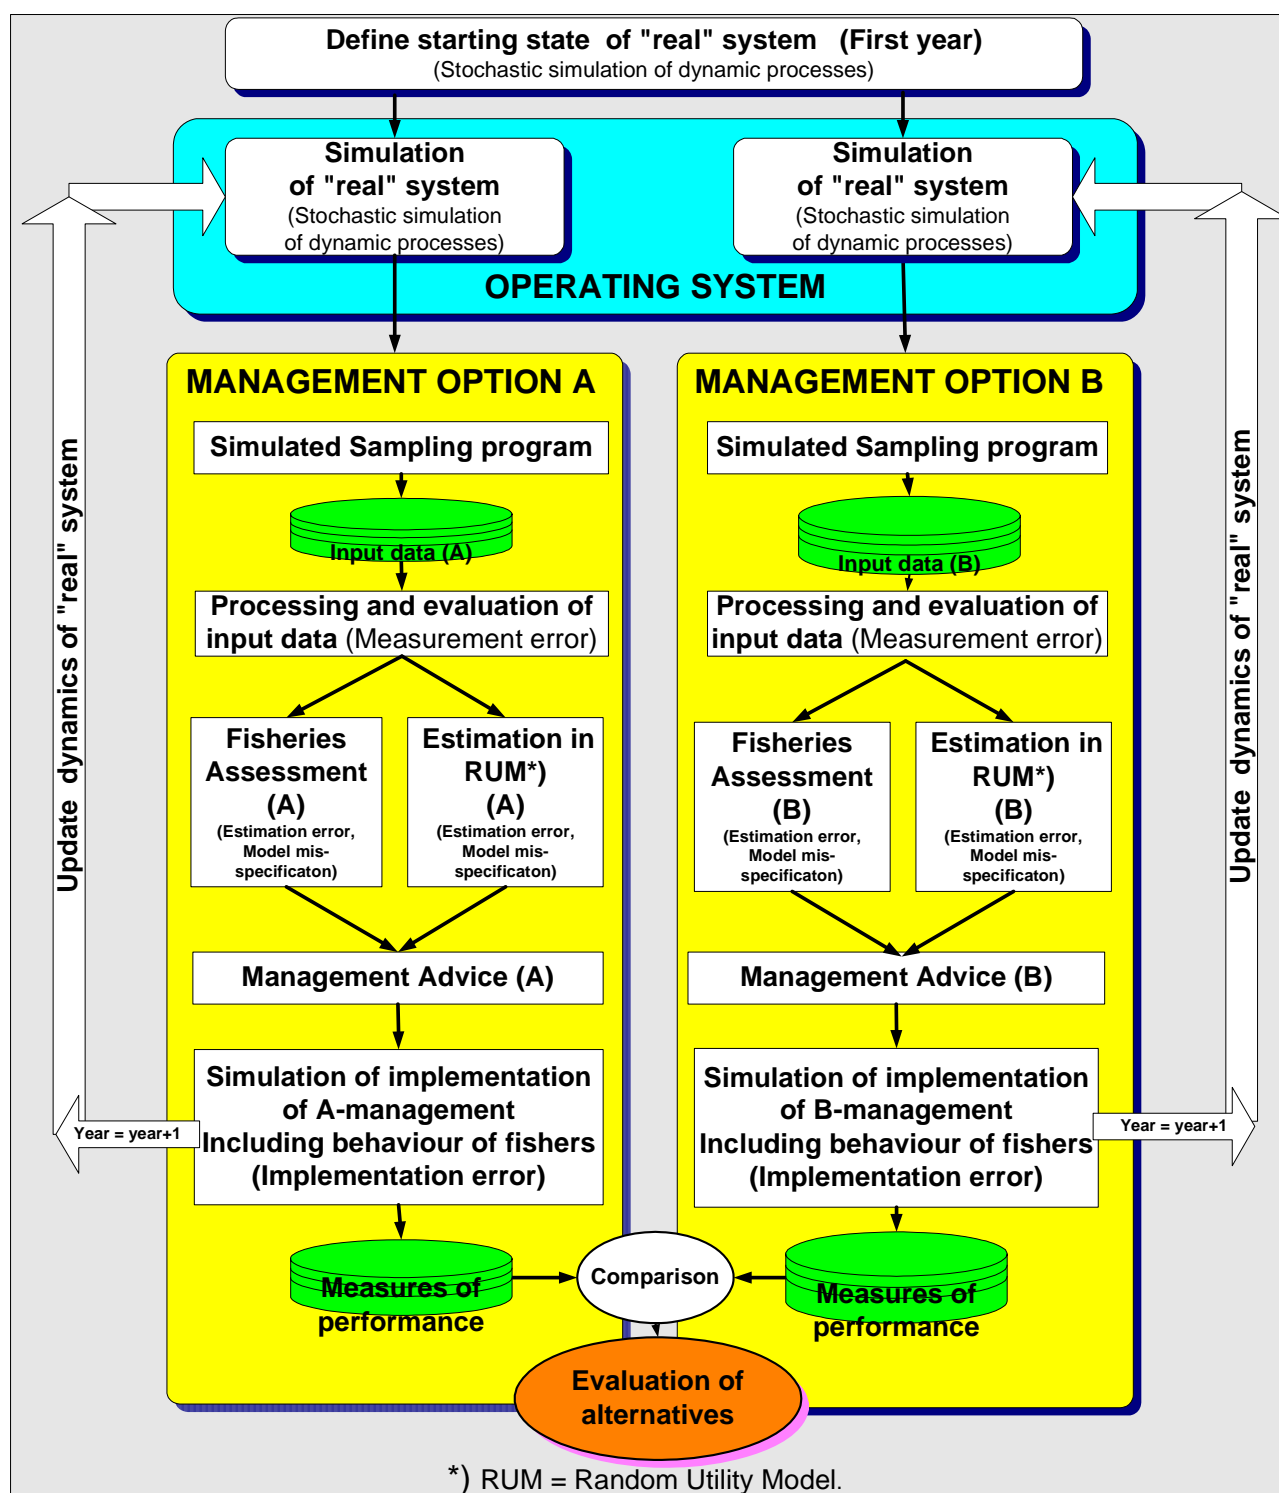 Define starting state of "real" system (First year)
(Stochastic simulation of dynamic processes)
Simulation
of "real" system
(Stochastic simulation
of dynamic processes)
Simulation
of "real" system
(Stochastic simulation
of dynamic processes)
OPERATING SYSTEM
Update dynamics of "real" system
MANAGEMENT OPTION A
Simulated Sampling program
Input data (A)
Processing and evaluation of
input data (Measurement error)
Fisheries
Assessment
(A)
(Estimation error,
Model mis-
specificaton)
Estimation in
RUM*)
(A)
(Estimation error,
Model mis-
specificaton)
Management Advice (A)
Simulation of implementation
of A-management
Including behaviour of fishers
(Implementation error)
Year = year+1
Measures of
performance
MANAGEMENT OPTION B
Simulated Sampling program
Input data (B)
Processing and evaluation of
input data (Measurement error)
Fisheries
Assessment
(B)
(Estimation error,
Model mis-
specificaton)
Estimation in
RUM*)
(B)
(Estimation error,
Model mis-
specificaton)
Management Advice (B)
Simulation of implementation
of B-management
Including behaviour of fishers
(Implementation error)
Year = year+1
Measures of
performance
Update dynamics of "real" system
Comparison
Evaluation of
alternatives
*) RUM = Random Utility Model.